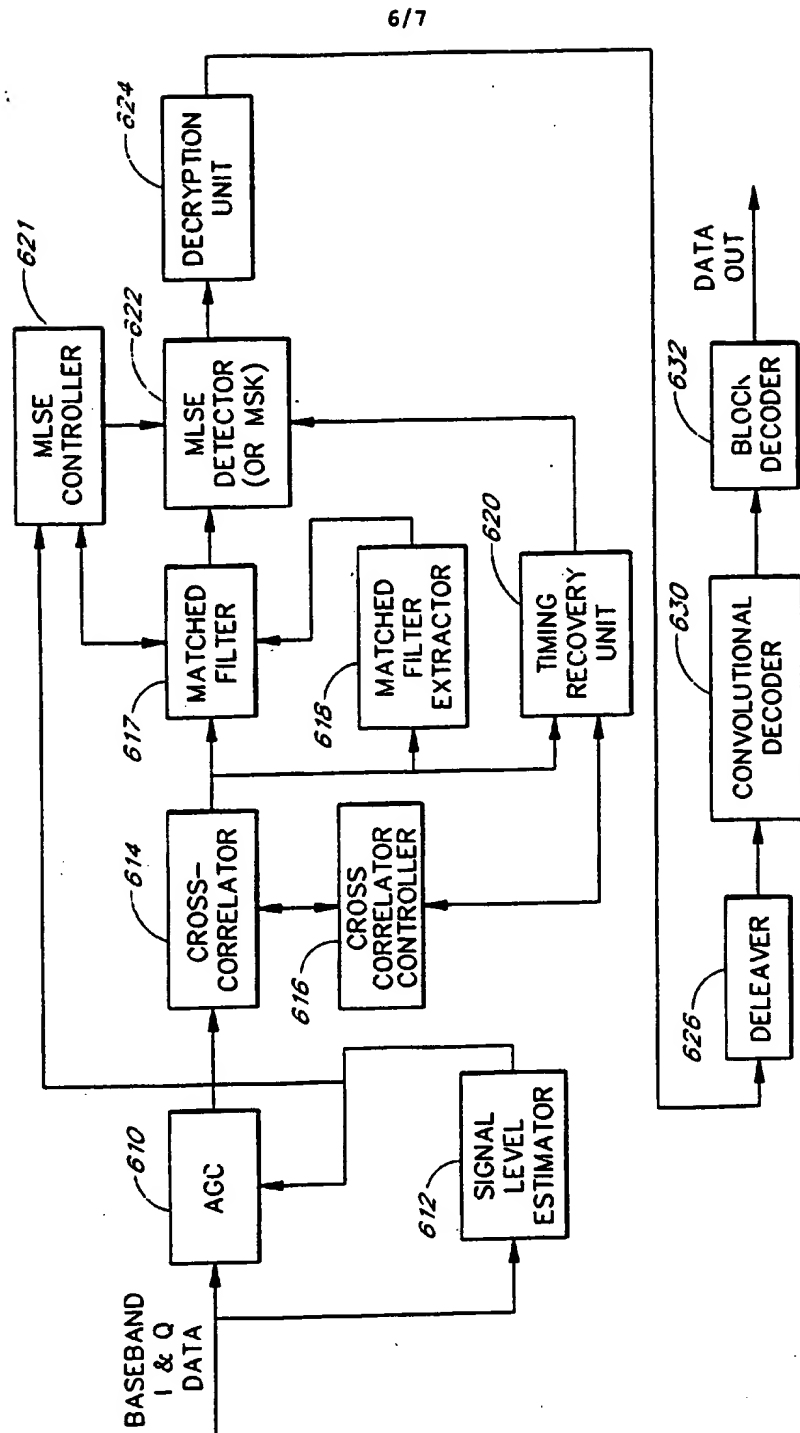 6/7
BASEBAND
I & Q
DATA
610
AGC
612
SIGNAL
LEVEL
ESTIMATOR
614
CROSS-
CORRELATOR
616
CROSS
CORRELATOR
CONTROLLER
617
MATCHED
FILTER
618
MATCHED
FILTER
EXTRACTOR
620
TIMING
RECOVERY
UNIT
621
MLSE
CONTROLLER
622
MLSE
DETECTOR
(OR MSK)
624
DECRYPTION
UNIT
626
DELEAVER
630
CONVOLUTIONAL
DECODER
632
BLOCK
DECODER
DATA
OUT